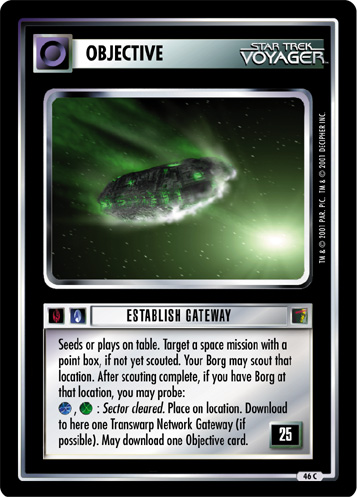 OBJECTIVE
STAR TREK
VOYAGER™
TM & © 2001 PAR. PIC. TM & © 2001 DECIPHER INC.
ESTABLISH GATEWAY
Seeds or plays on table. Target a space mission with a
point box, if not yet scouted. Your Borg may scout that
location. After scouting complete, if you have Borg at
that location, you may probe:
, : Sector cleared. Place on location. Download
to here one Transwarp Network Gateway (if
possible). May download one Objective card.
25
46 C